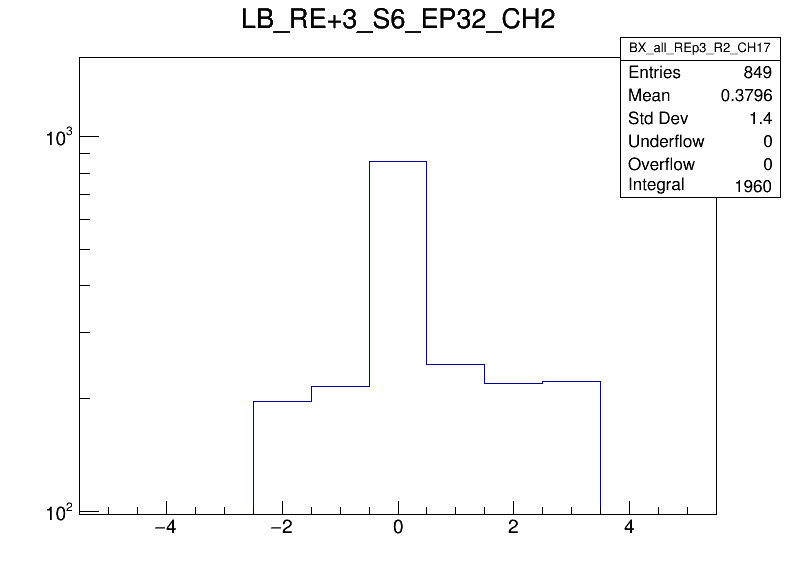 LB_RE+3_S6_EP32_CH2
BX_all_REp3_R2_CH17
Entries 849
Mean 0.3796
Std Dev 1.4
Underflow 0
Overflow 0
Integral 1960
10³
10²
−4 −2 0 2 4